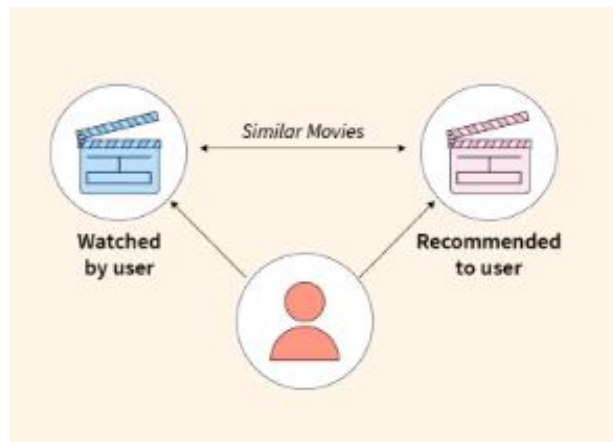 Similar Movies
Watched
by user
Recommended
to user